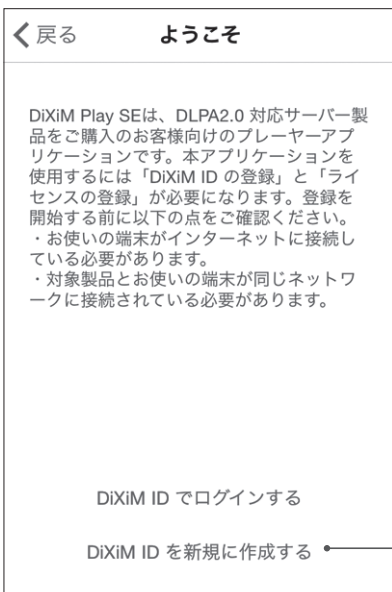 戻る ようこそ
DiXiM Play SEは、DLPA2.0 対応サーバー製
品をご購入のお客様向けのプレーヤーアプ
リケーションです。本アプリケーションを
使用するには「DiXiM ID の登録」と「ライ
センスの登録」が必要になります。登録を
開始する前に以下の点をご確認ください。
・お使いの端末がインターネットに接続し
ている必要があります。
・対象製品とお使いの端末が同じネットワ
ークに接続されている必要があります。
DiXiM ID でログインする
DiXiM ID を新規に作成する